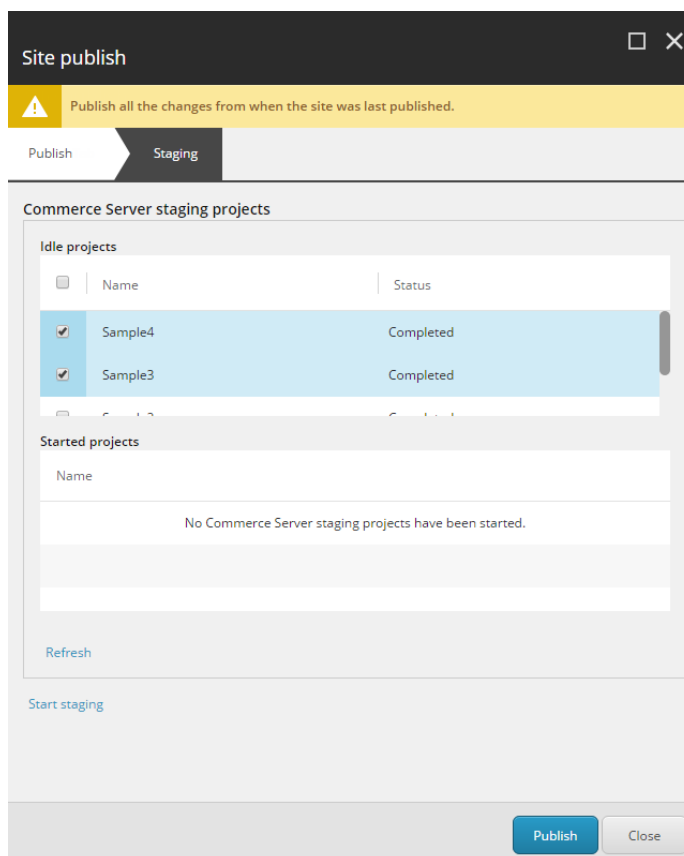 Site publish
Publish all the changes from when the site was last published.
Publish Staging
Commerce Server staging projects
Idle projects
Name Status
Sample4 Completed
Sample3 Completed
Started projects
Name
No Commerce Server staging projects have been started.
Refresh
Start staging
Publish Close